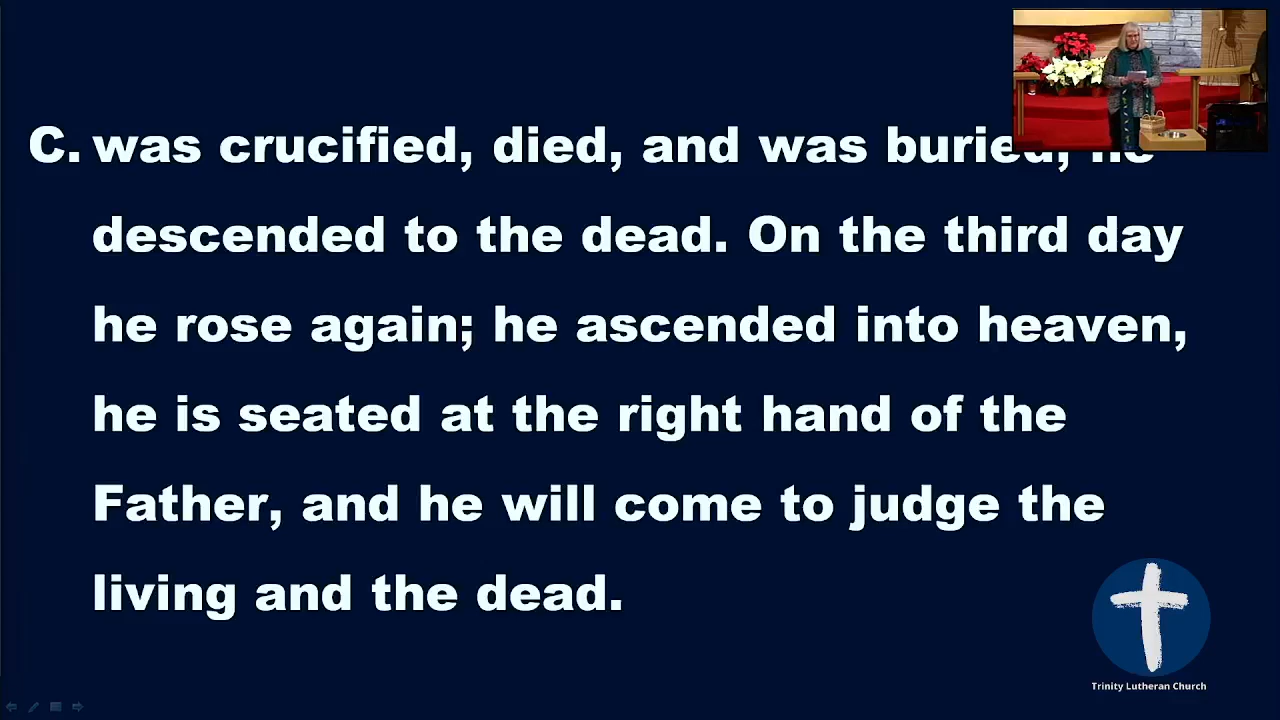 C. was crucified, died, and was buried; he
descended to the dead. On the third day
he rose again; he ascended into heaven,
he is seated at the right hand of the
Father, and he will come to judge the
living and the dead.
Trinity Lutheran Church